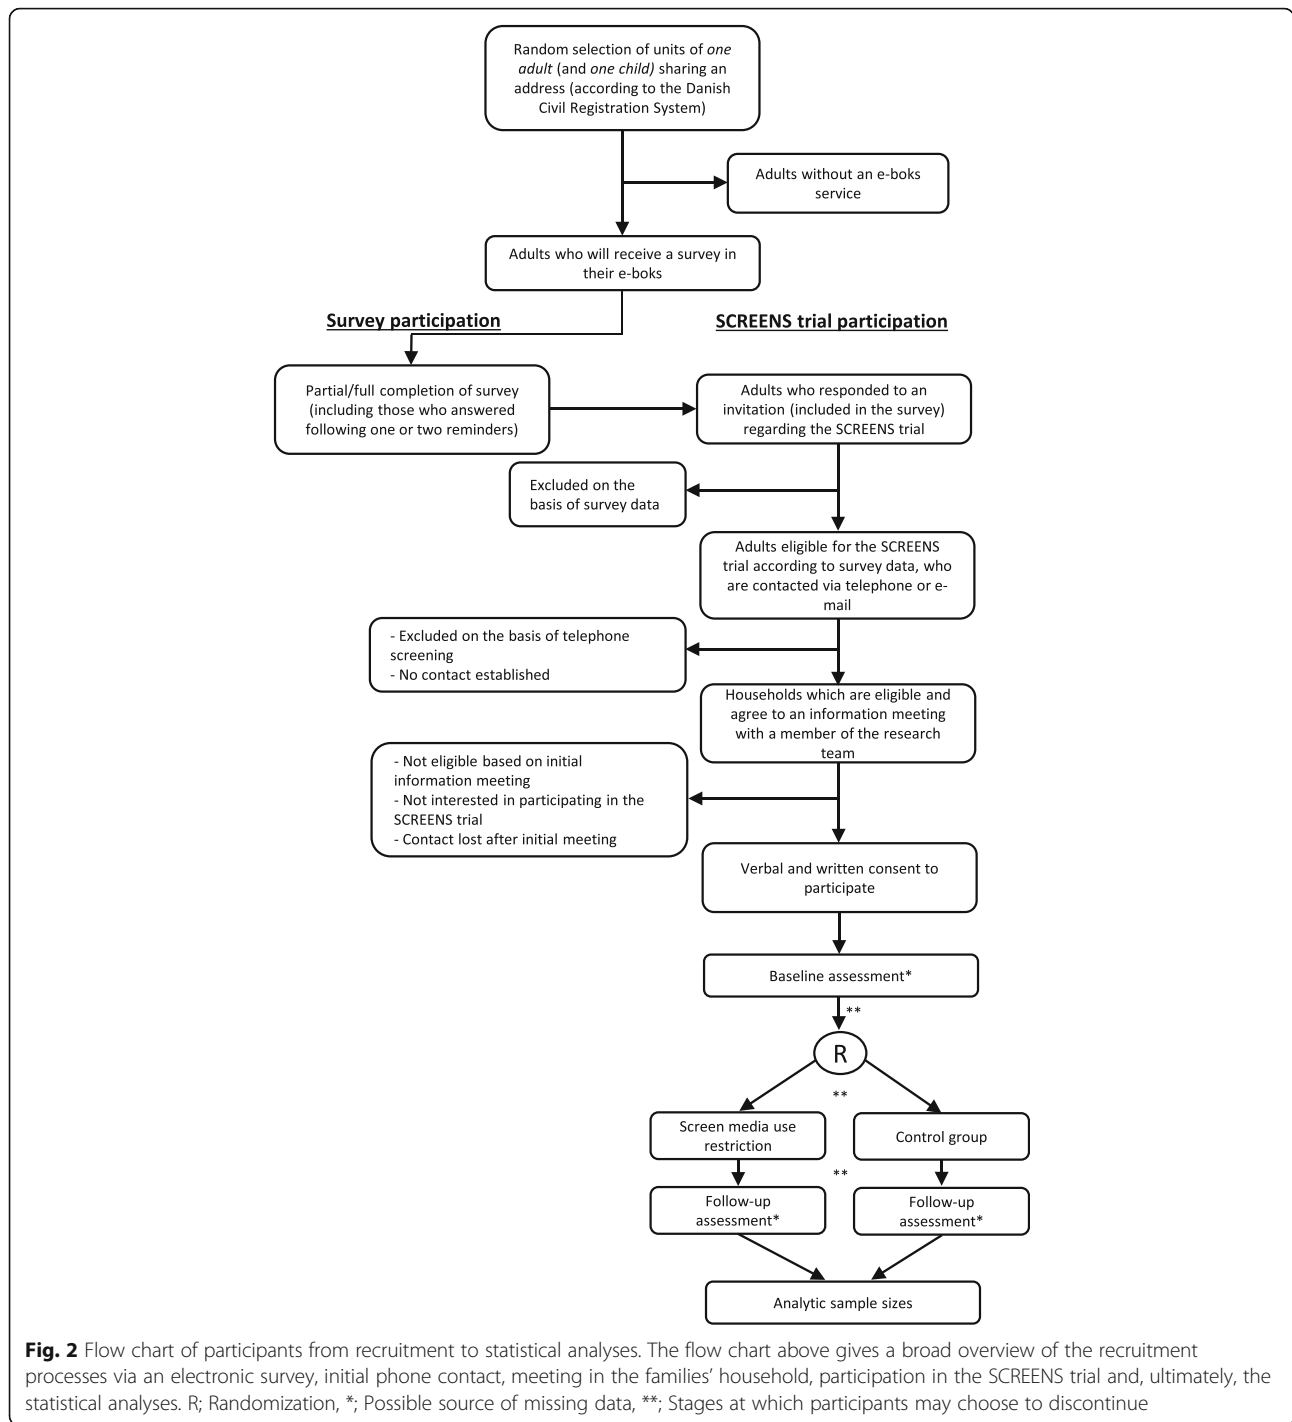 Random selection of units of one
adult (and one child) sharing an
address (according to the Danish
Civil Registration System)
Adults without an e-boks
service
Adults who will receive a survey in
their e-boks
Survey participation
SCREENS trial participation
Partial/full completion of survey
(including those who answered
following one or two reminders)
Adults who responded to an
invitation (included in the survey)
regarding the SCREENS trial
Excluded on the
basis of survey data
Adults eligible for the SCREENS
trial according to survey data, who
are contacted via telephone or e-
mail
- Excluded on the basis of telephone
screening
- No contact established
Households which are eligible and
agree to an information meeting
with a member of the research
team
- Not eligible based on initial
information meeting
- Not interested in participating in the
SCREENS trial
- Contact lost after initial meeting
Verbal and written consent to
participate
Baseline assessment*
**
R
**
Screen media use
restriction
Control group
**
Follow-up
assessment*
Follow-up
assessment*
Analytic sample sizes
Fig. 2 Flow chart of participants from recruitment to statistical analyses. The flow chart above gives a broad overview of the recruitment
processes via an electronic survey, initial phone contact, meeting in the families' household, participation in the SCREENS trial and, ultimately, the
statistical analyses. R; Randomization, *; Possible source of missing data, **; Stages at which participants may choose to discontinue